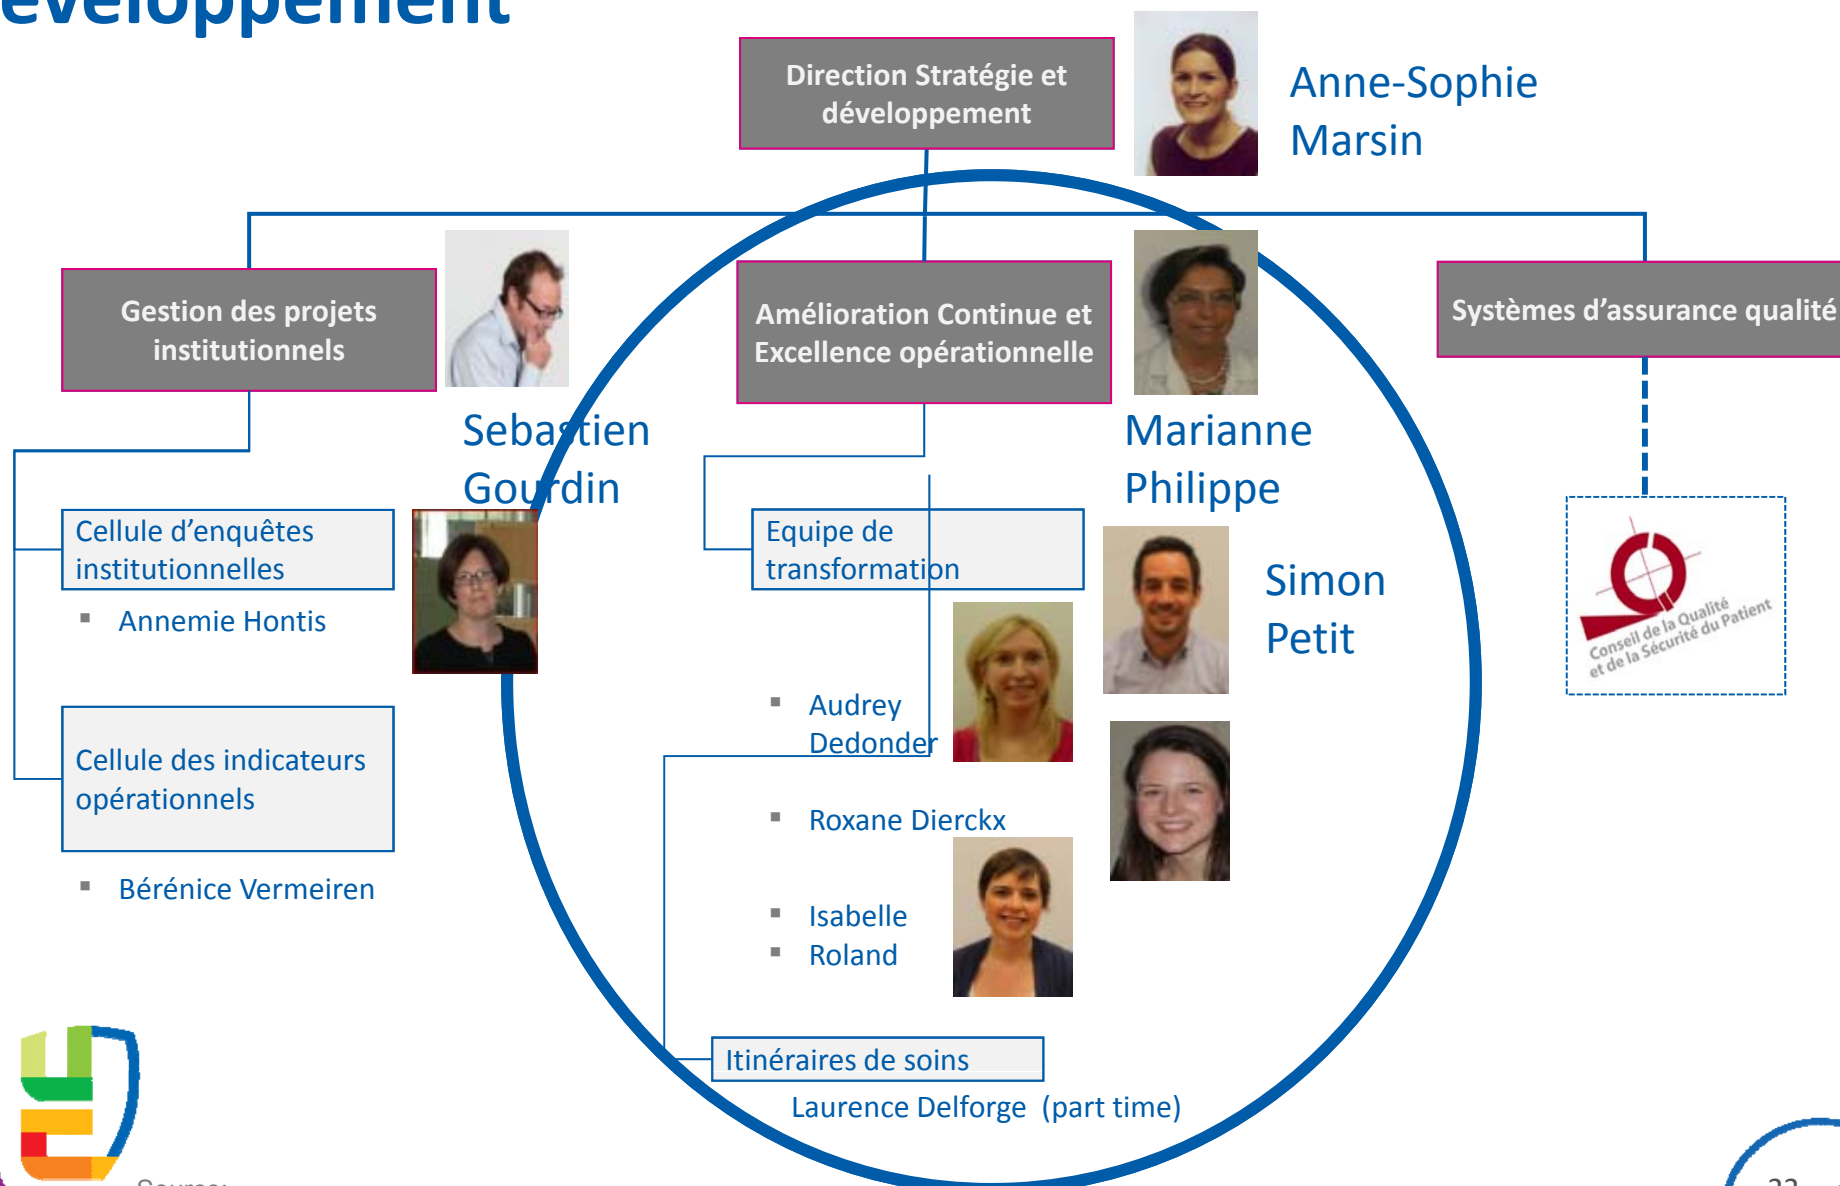 éveloppement
Direction Stratégie et
développement
Anne-Sophie
Marsin
Gestion des projets
institutionnels
Sebastien
Gourdin
Amélioration Continue et
Excellence opérationnelle
Marianne
Philippe
Systèmes d’assurance qualité
Cellule d’enquêtes
institutionnelles
▪ Annemie Hontis
Cellule des indicateurs
opérationnels
▪ Bérénice Vermeiren
Equipe de
transformation
Simon
Petit
▪ Audrey
Dedonder
▪ Roxane Dierckx
▪ Isabelle
▪ Roland
Itinéraires de soins
Laurence Delforge (part time)
Conseil de la Qualité
et de la Sécurité du Patient